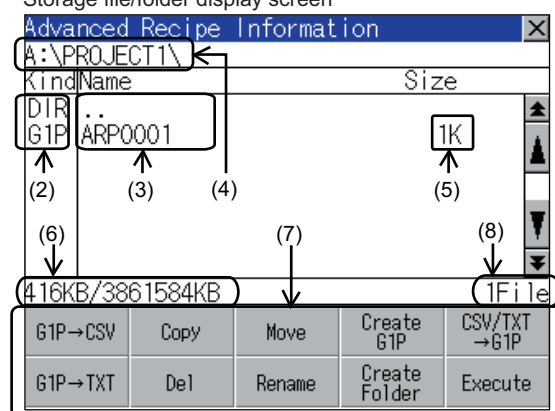 Storage file/folder display screen
Advanced Recipe Information
A:\PROJECT1\
Kind Name Size
DIR ..
G1P ARP0001 1K
(2) (3) (4) (5)
(6) (7) (8)
416KB/3861584KB 1File
G1P→CSV Copy Move Create G1P CSV/TXT →G1P
G1P→TXT Del Rename Create Folder Execute